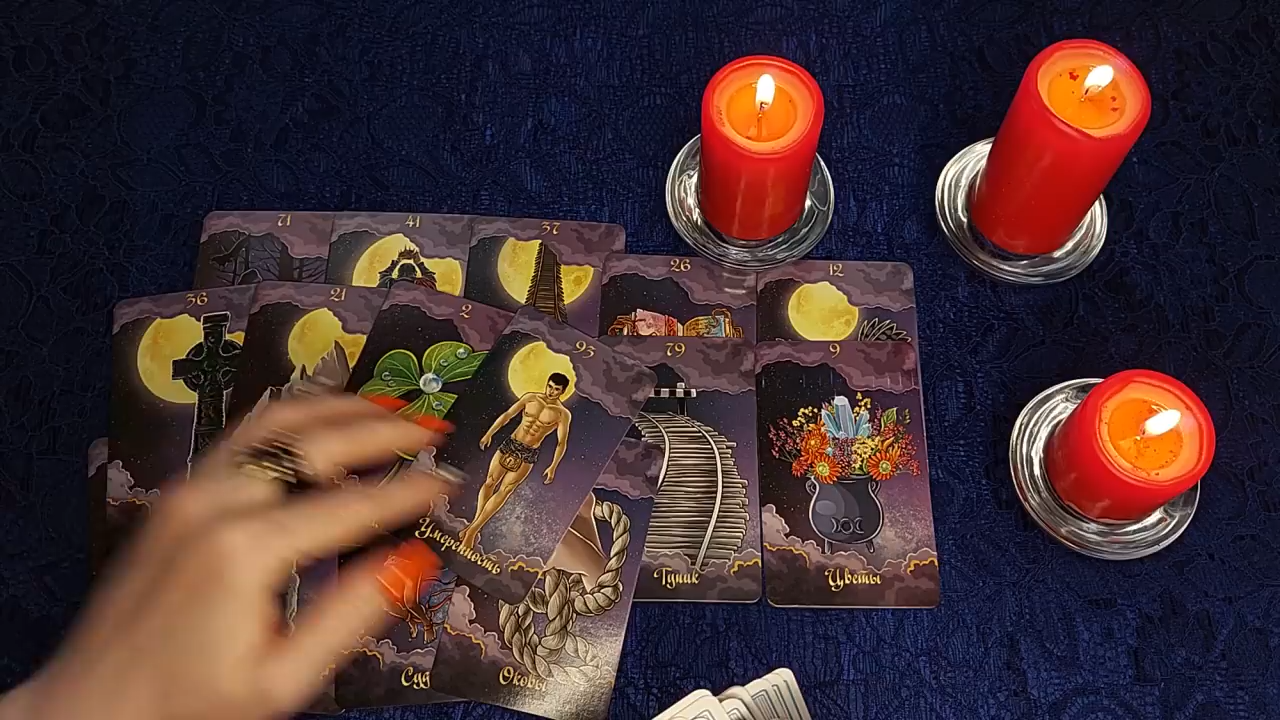 71
41
37
26
12
36
21
2
93
79
9
Умеренность
Тупик
Цветы
Суд
Оковы